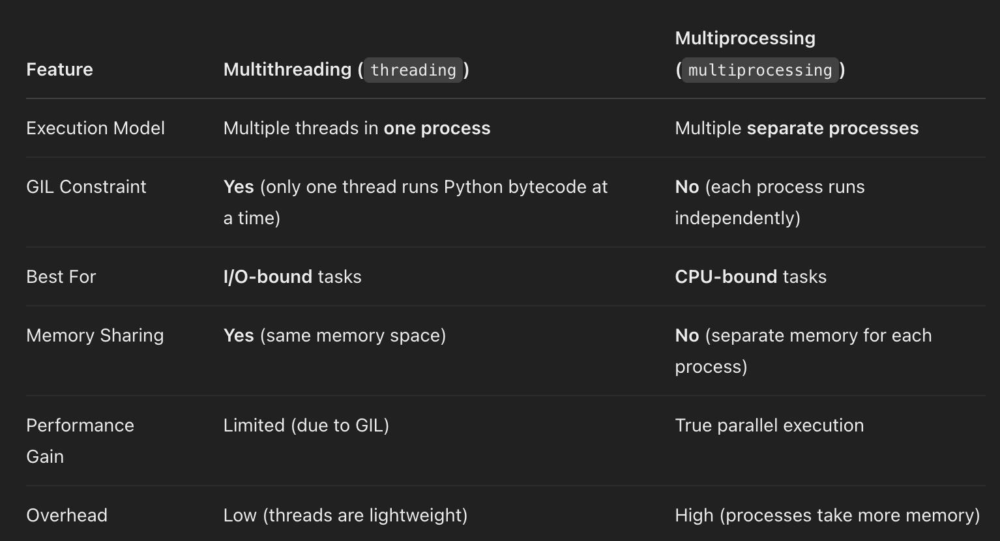 Feature Multithreading (threading) Multiprocessing
(multiprocessing)
Execution Model Multiple threads in one process Multiple separate processes
GIL Constraint Yes (only one thread runs Python bytecode at No (each process runs
a time) independently)
Best For I/O-bound tasks CPU-bound tasks
Memory Sharing Yes (same memory space) No (separate memory for each
process)
Performance Limited (due to GIL) True parallel execution
Gain
Overhead Low (threads are lightweight) High (processes take more memory)